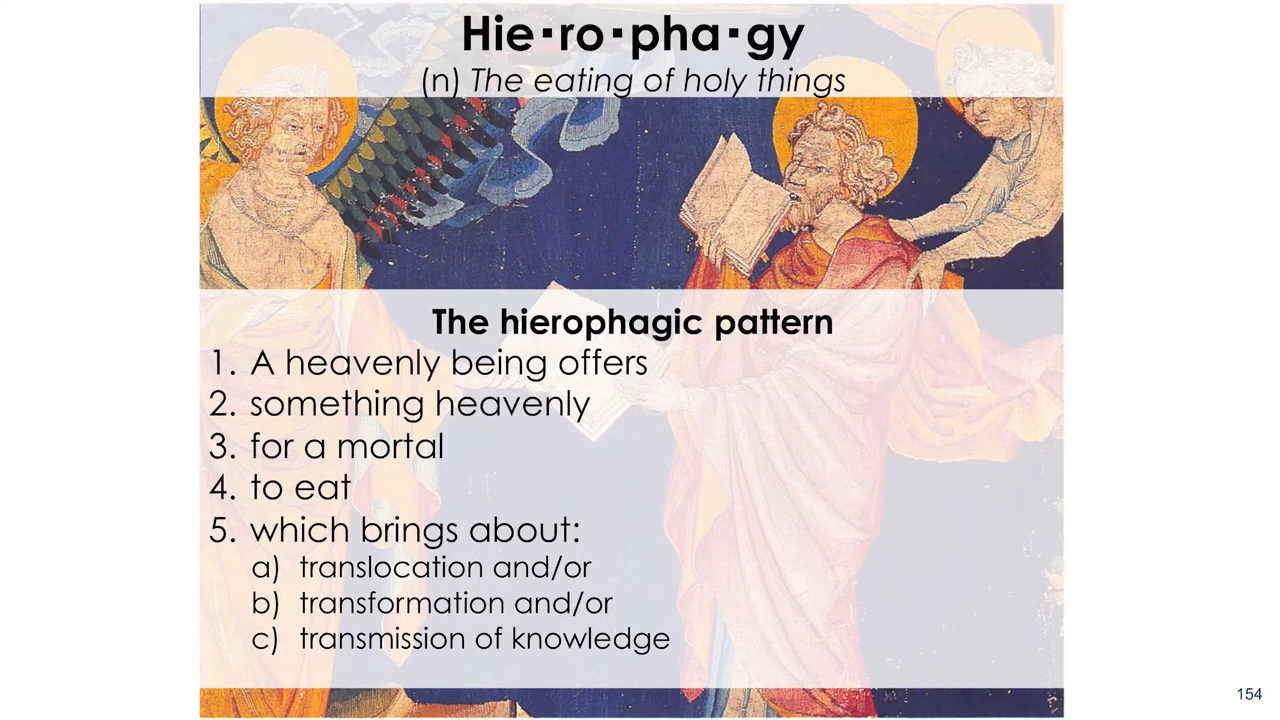 Hie·ro·pha·gy
(n) The eating of holy things
The hierophagic pattern
1. A heavenly being offers
2. something heavenly
3. for a mortal
4. to eat
5. which brings about:
a) translocation and/or
b) transformation and/or
c) transmission of knowledge
154